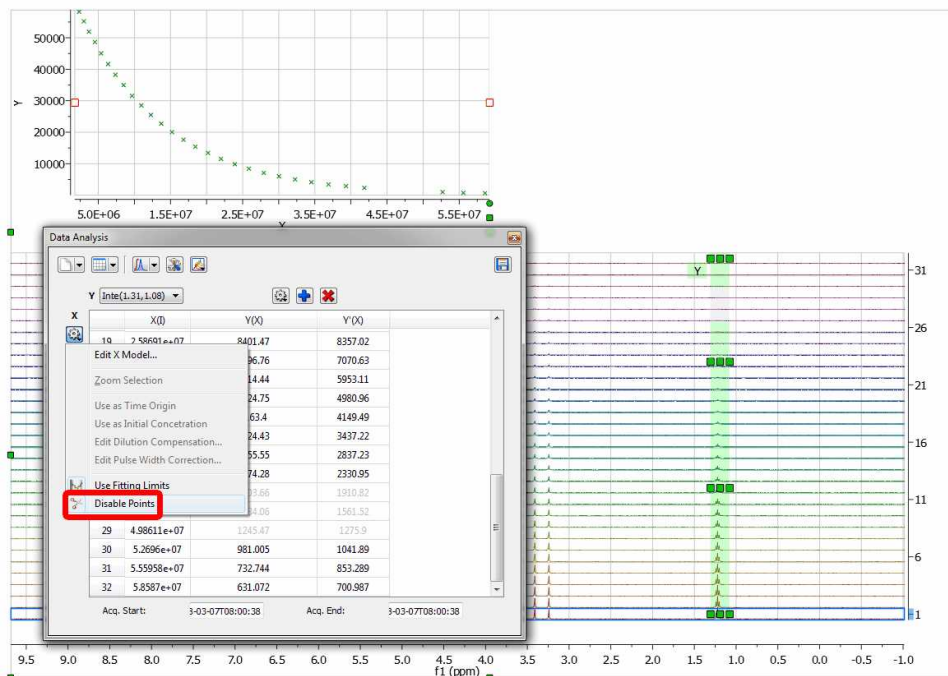 50000
40000
30000
20000
10000
Y
5.0E+06 1.5E+07 2.5E+07 3.5E+07 4.5E+07 5.5E+07
Data Analysis
Y Inte(1.31,1.08)
X
X(I) Y(X) Y'(X)
19 2.58691e+07 8401.47 8357.02
Edit X Model... 7070.63
Zoom Selection 5953.11
4980.96
Use as Time Origin
Use as Initial Concetration 4149.49
Edit Dilution Compensation... 3437.22
Edit Pulse Width Correction... 2837.23
2330.95
Use Fitting Limits 1910.82
Disable Points 1561.52
29 4.98611e+07 1245.47 1275.9
30 5.2696e+07 981.005 1041.89
31 5.55958e+07 732.744 853.289
32 5.8587e+07 631.072 700.987
Acq. Start: 3-03-07T08:00:38 Acq. End: 3-03-07T08:00:38
Y
31
26
21
16
11
6
1
9.5 9.0 8.5 8.0 7.5 7.0 6.5 6.0 5.5 5.0 4.5 4.0 3.5 3.0 2.5 2.0 1.5 1.0 0.5 0.0 -0.5 -1.0
f1 (ppm)